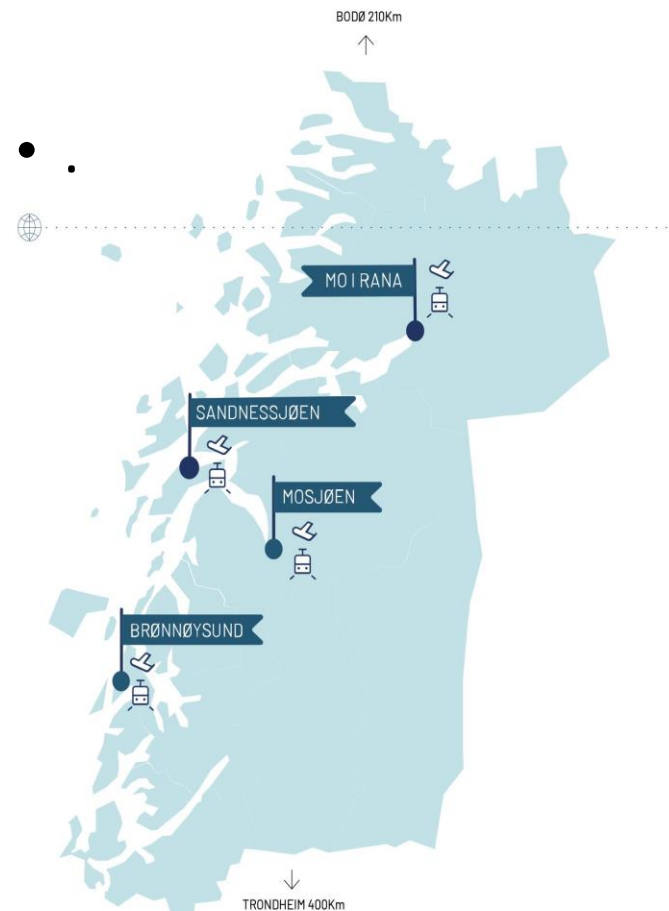 BODØ 210Km
MO I RANA
SANDNESSJØEN
MOSJØEN
BRØNNØYSUND
TRONDHEIM 400Km